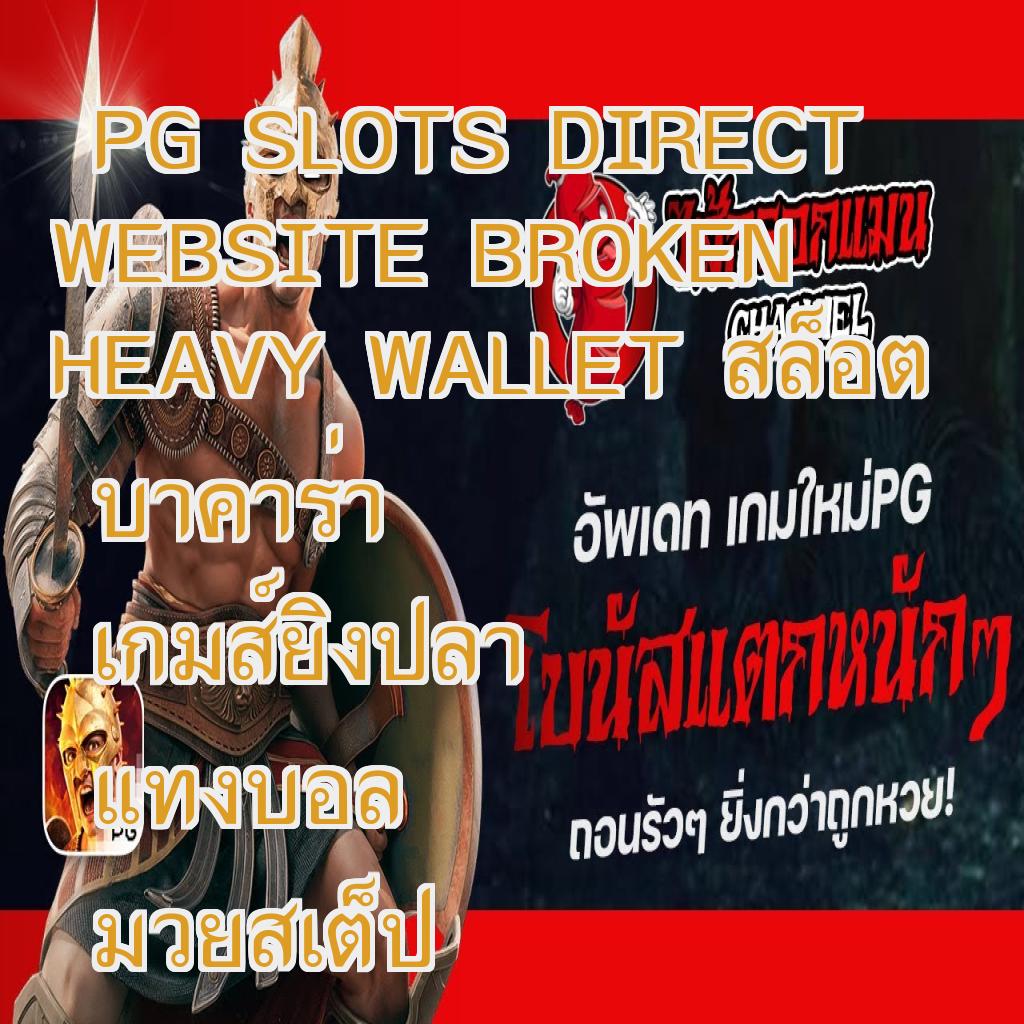 PG SLOTS DIRECT
WEBSITE BROKEN
HEAVY WALLET สล็อต
บาคาร่า
เกมส์ยิงปลา
แทงบอล
มวยสเต็ป
CHANNEL
อัพเดท เกมใหม่PG
โบนัสแตกหนักๆ
ถอนรัวๆ ยิ่งกว่าถูกหวย!
PG